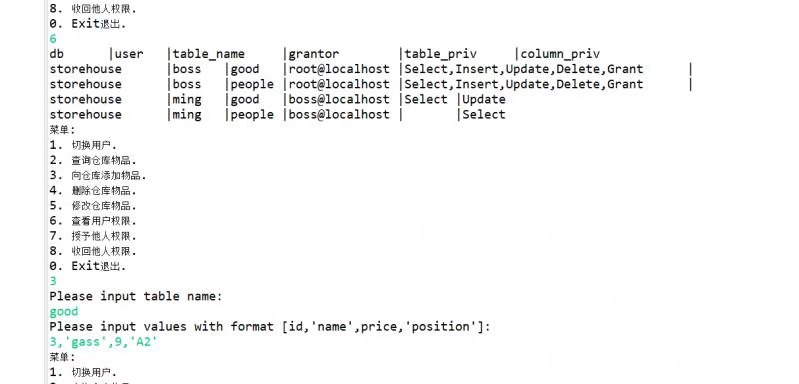 8. 收回他人权限.
0. Exit退出.
6
db      |user   |table_name     |grantor        |table_priv     |column_priv
storehouse      |boss   |good   |root@localhost |Select,Insert,Update,Delete,Grant      |
storehouse      |boss   |people |root@localhost |Select,Insert,Update,Delete,Grant      |
storehouse      |ming   |good   |boss@localhost |Select |Update
storehouse      |ming   |people |boss@localhost |       |Select
菜单:
1. 切换用户.
2. 查询仓库物品.
3. 向仓库添加物品.
4. 删除仓库物品.
5. 修改仓库物品.
6. 查看用户权限.
7. 授予他人权限.
8. 收回他人权限.
0. Exit退出.
3
Please input table name:
good
Please input values with format [id,'name',price,'position']:
3,'gass',9,'A2'
菜单:
1. 切换用户.